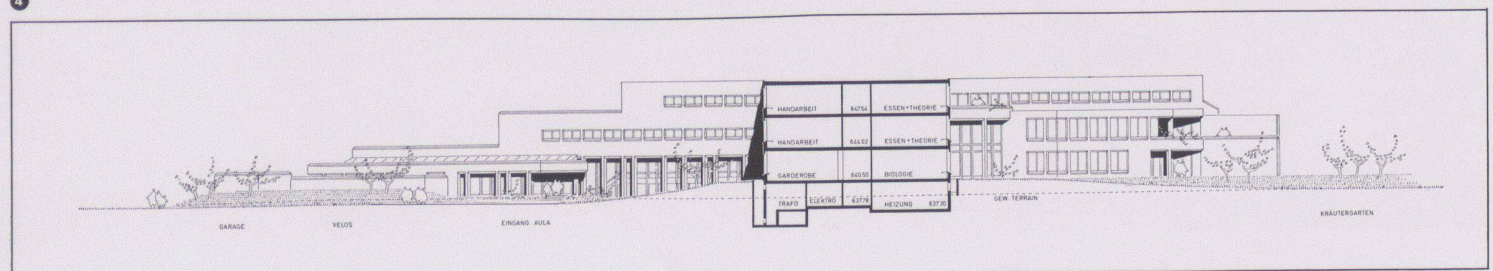 4
HANDARBEIT 647.54 ESSEN+THEORIE
HANDARBEIT 644.02 ESSEN+THEORIE
GARDEROBE 640.50 BIOLOGIE
TRAFO ELEKTRO 637.78 HEIZUNG 637.30
GEW. TERRAIN
KRÄUTERGARTEN
GARAGE VELOS EINGANG AULA